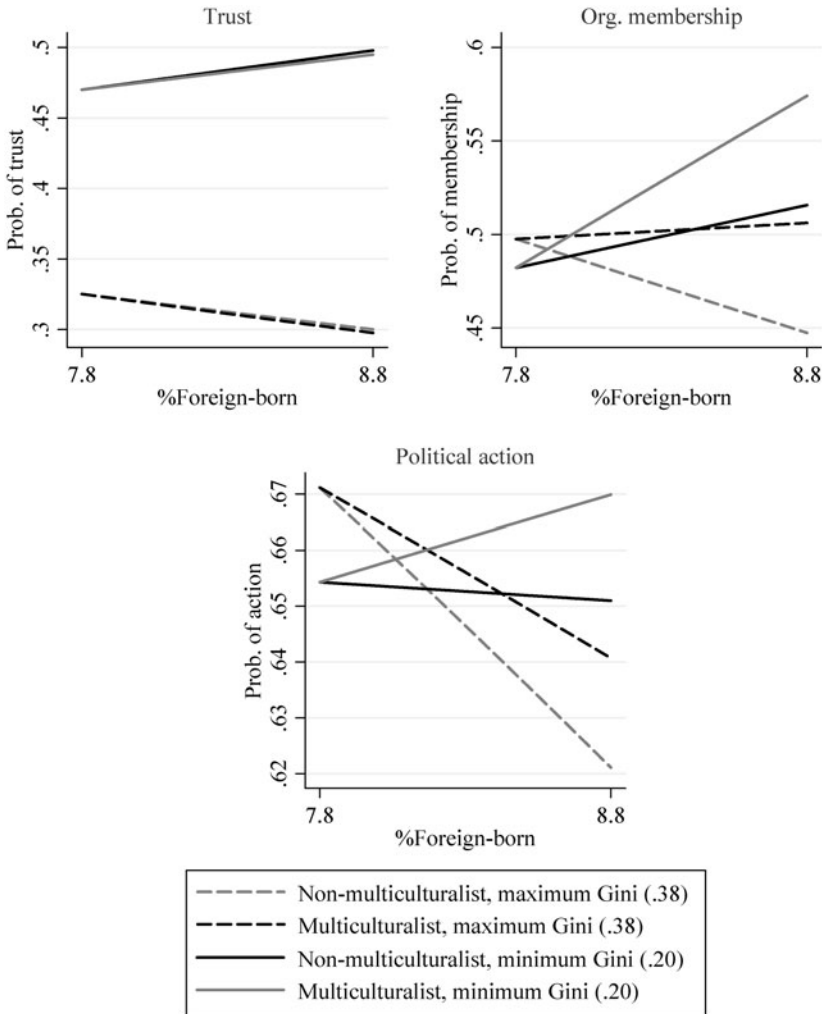 Trust
Org. membership
Prob. of trust
.5
.45
.4
.35
.3
7.8
8.8
%Foreign-born
Prob. of membership
.6
.55
.5
.45
7.8
8.8
%Foreign-born
Political action
Prob. of action
.67
.66
.65
.64
.63
.62
7.8
8.8
%Foreign-born
Non-multiculturalist, maximum Gini (.38)
Multiculturalist, maximum Gini (.38)
Non-multiculturalist, minimum Gini (.20)
Multiculturalist, minimum Gini (.20)